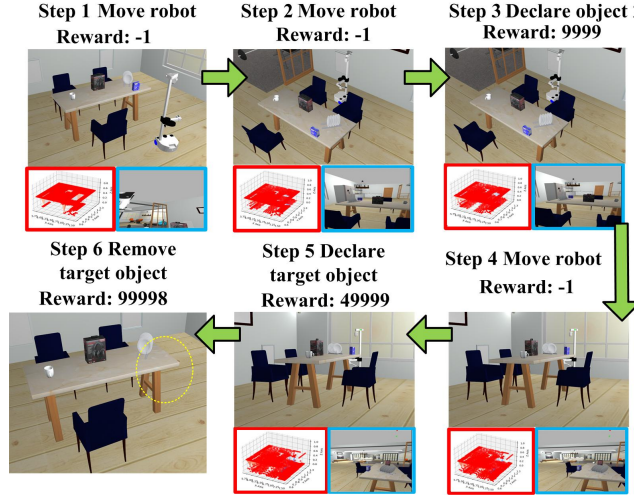 Step 1 Move robot
Reward: -1
Step 2 Move robot
Reward: -1
Step 3 Declare object
Reward: 9999
Step 4 Move robot
Reward: -1
Step 5 Declare
target object
Reward: 49999
Step 6 Remove
target object
Reward: 99998